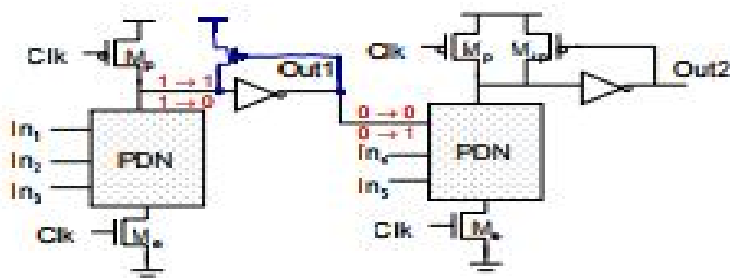 Clk
Mp
1 → 1
1 → 0
Out1
In1
In2
In3
PDN
Clk
Me
Clk
Mp
Out2
0 → 0
0 → 1
In4
In5
PDN
Clk
Me